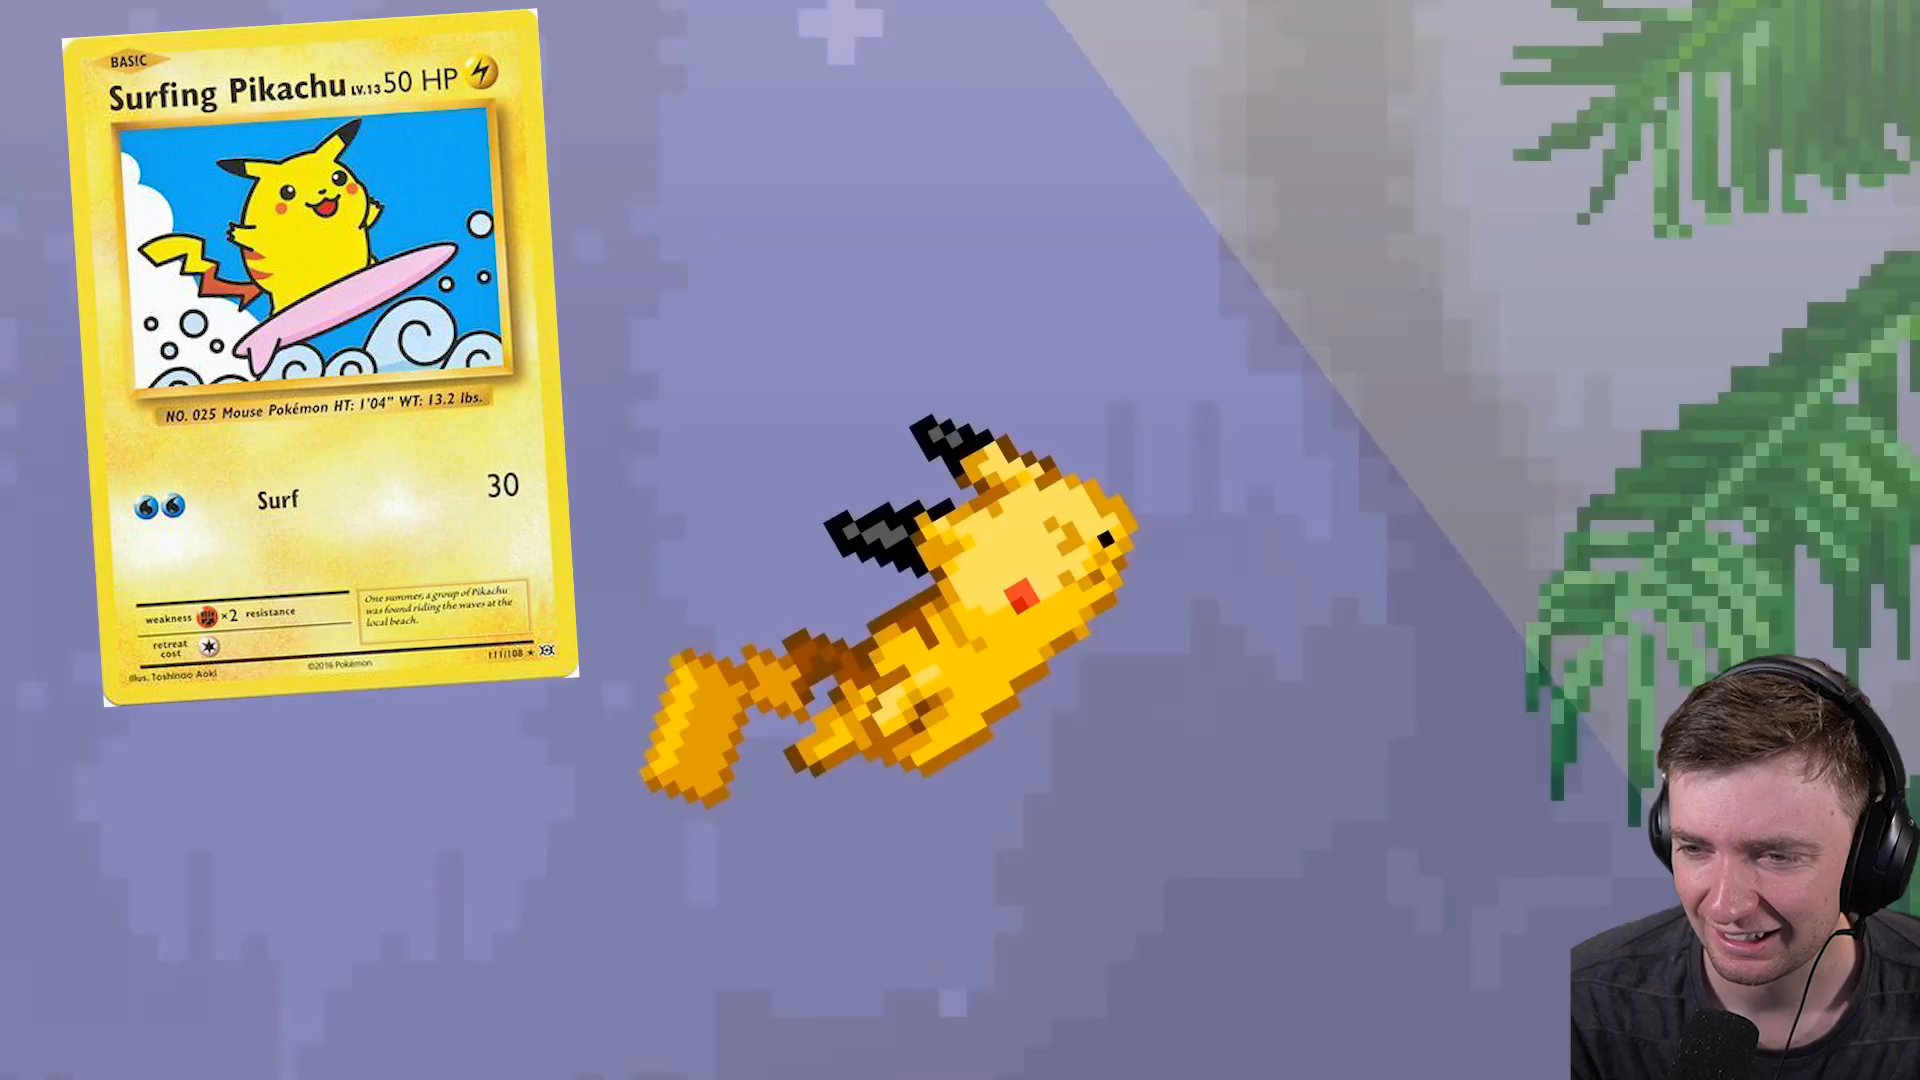 BASIC
Surfing Pikachu LV.13 50 HP
NO. 025 Mouse Pokémon HT: 1'04" WT: 13.2 lbs.
Surf 30
weakness ×2 resistance
retreat
cost
One summer, a group of Pikachu
was found riding the waves at the
local beach.
Illus. Toshinao Aoki
©2016 Pokémon
111/108